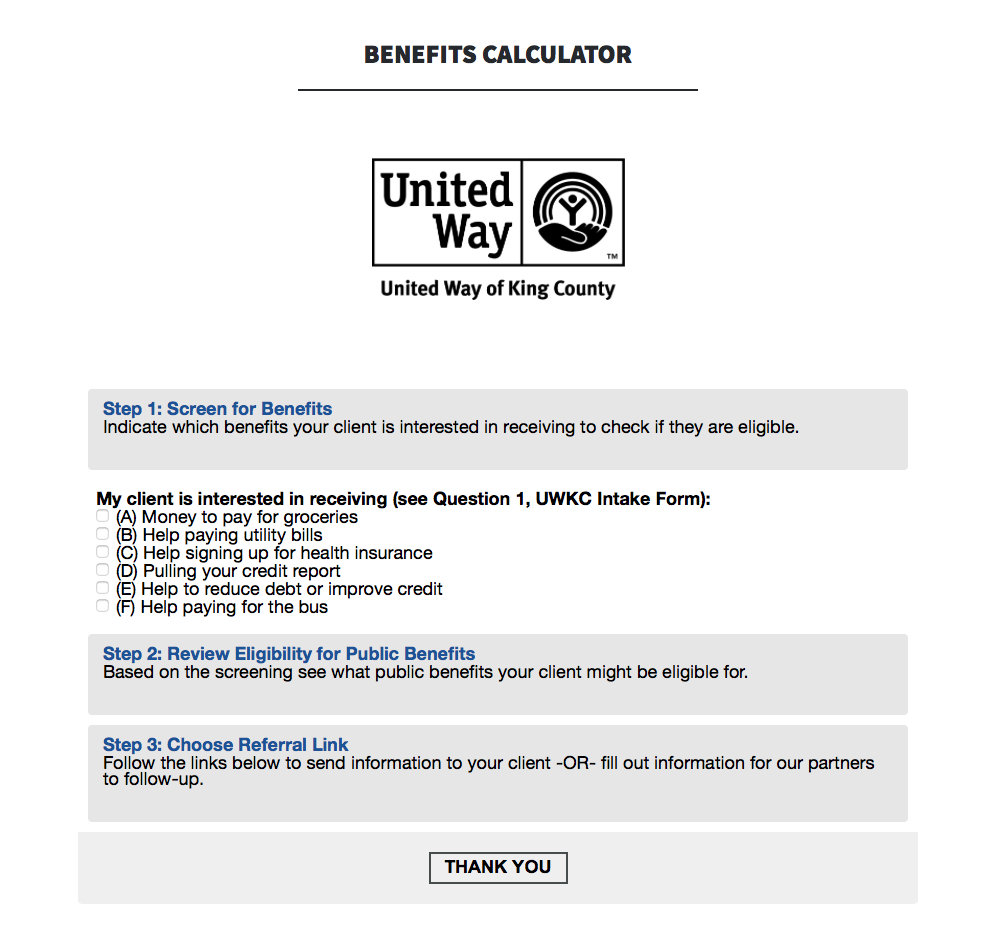 BENEFITS CALCULATOR
United
Way
TM
United Way of King County
Step 1: Screen for Benefits
Indicate which benefits your client is interested in receiving to check if they are eligible.
My client is interested in receiving (see Question 1, UWKC Intake Form):
(A) Money to pay for groceries
(B) Help paying utility bills
(C) Help signing up for health insurance
(D) Pulling your credit report
(E) Help to reduce debt or improve credit
(F) Help paying for the bus
Step 2: Review Eligibility for Public Benefits
Based on the screening see what public benefits your client might be eligible for.
Step 3: Choose Referral Link
Follow the links below to send information to your client -OR- fill out information for our partners
to follow-up.
THANK YOU